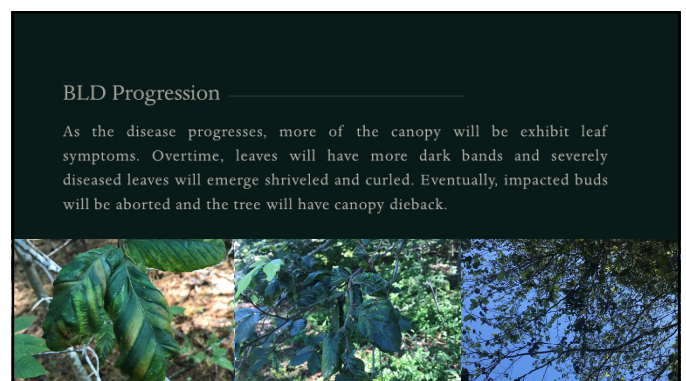 BLD Progression
As the disease progresses, more of the canopy will be exhibit leaf
symptoms. Overtime, leaves will have more dark bands and severely
diseased leaves will emerge shriveled and curled. Eventually, impacted buds
will be aborted and the tree will have canopy dieback.